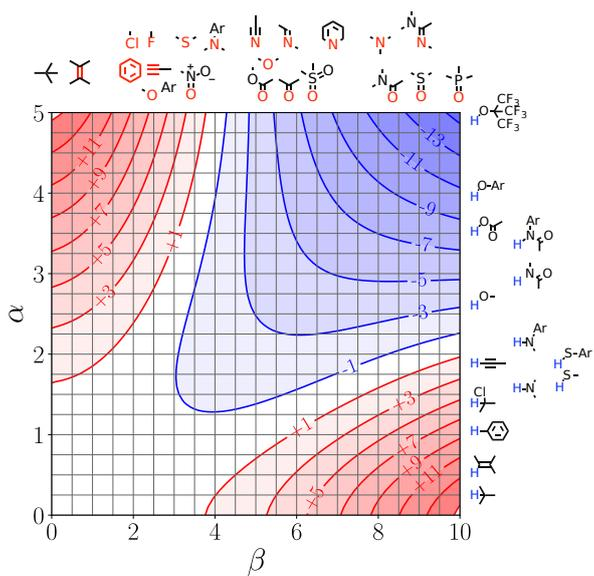 Cl F S Ar N N N N N N N
O O
O Ar N+ O− O O O S O O N O S O P O
5 4 3 2 1 0
α
+11 +9 +7 +5 +3 +1
-13 -11 -9 -7 -5 -3 -1
+1 +3 +5 +7 +9 +11
0 2 4 6 8 10
β
H O CF3 CF3 CF3
H O-Ar
H O O
Ar H N O
H N O
H O
Ar H-N
H S-Ar
H
H-N
H S
Cl H
H
H
H